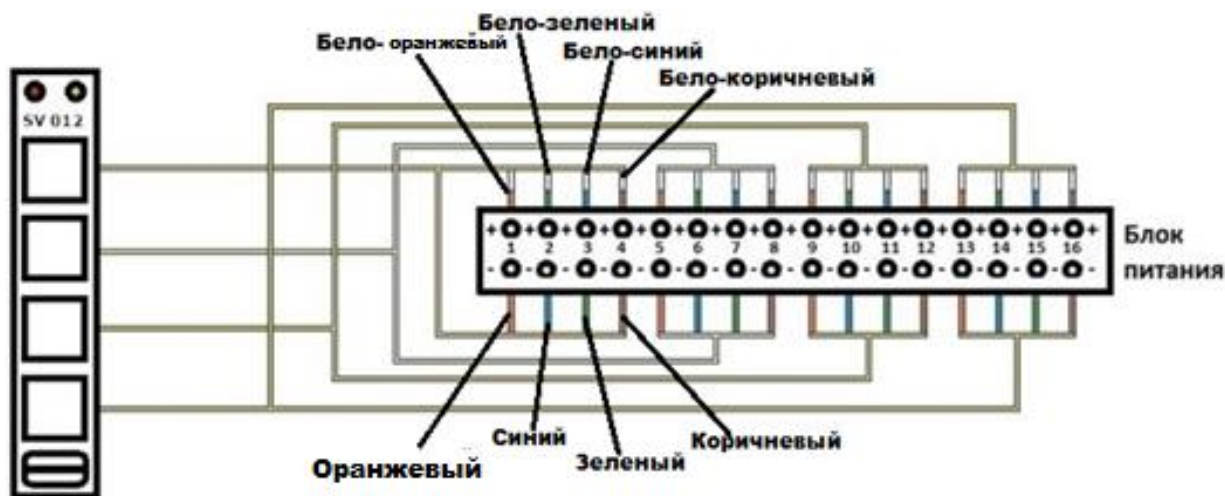 Бело-зеленый
Бело- оранжевый
Бело-синий
Бело-коричневый
SV 012
+ + + + + + + + + + + + + + + + +
1 2 3 4 5 6 7 8 9 10 11 12 13 14 15 16
- - - - - - - - - - - - - - - - -
Блок
питания
Синий
Коричневый
Оранжевый
Зеленый